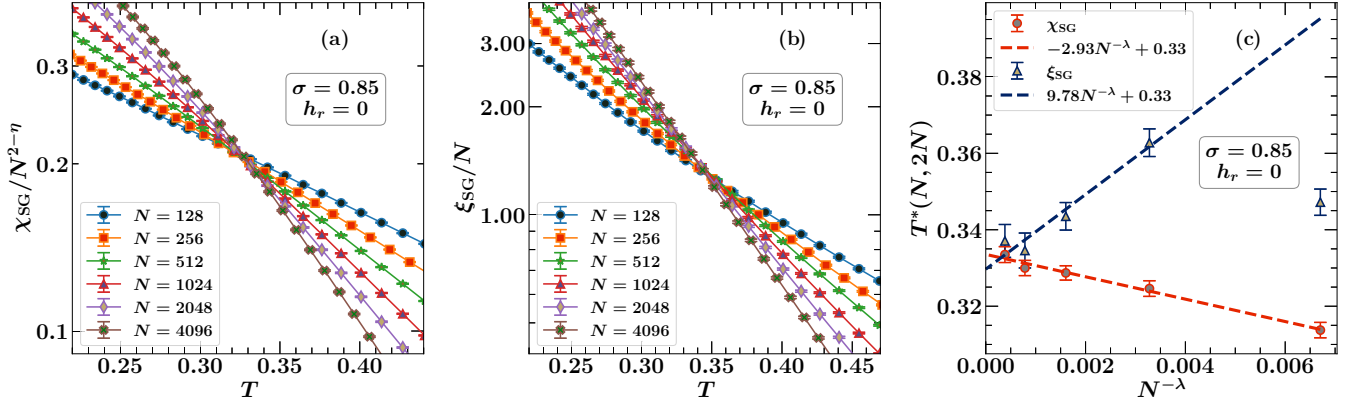 (a)
σ = 0.85
h_r = 0
χ_SG/N^{2−η}
0.3
0.2
0.1
N = 128
N = 256
N = 512
N = 1024
N = 2048
N = 4096
0.25 0.30 0.35 0.40
T
(b)
σ = 0.85
h_r = 0
ξ_SG/N
3.00
2.00
1.00
N = 128
N = 256
N = 512
N = 1024
N = 2048
N = 4096
0.25 0.30 0.35 0.40 0.45
T
(c)
χ_SG
−2.93N^{−λ} + 0.33
ξ_SG
9.78N^{−λ} + 0.33
σ = 0.85
h_r = 0
T*(N, 2N)
0.38
0.36
0.34
0.32
0.000 0.002 0.004 0.006
N^{−λ}